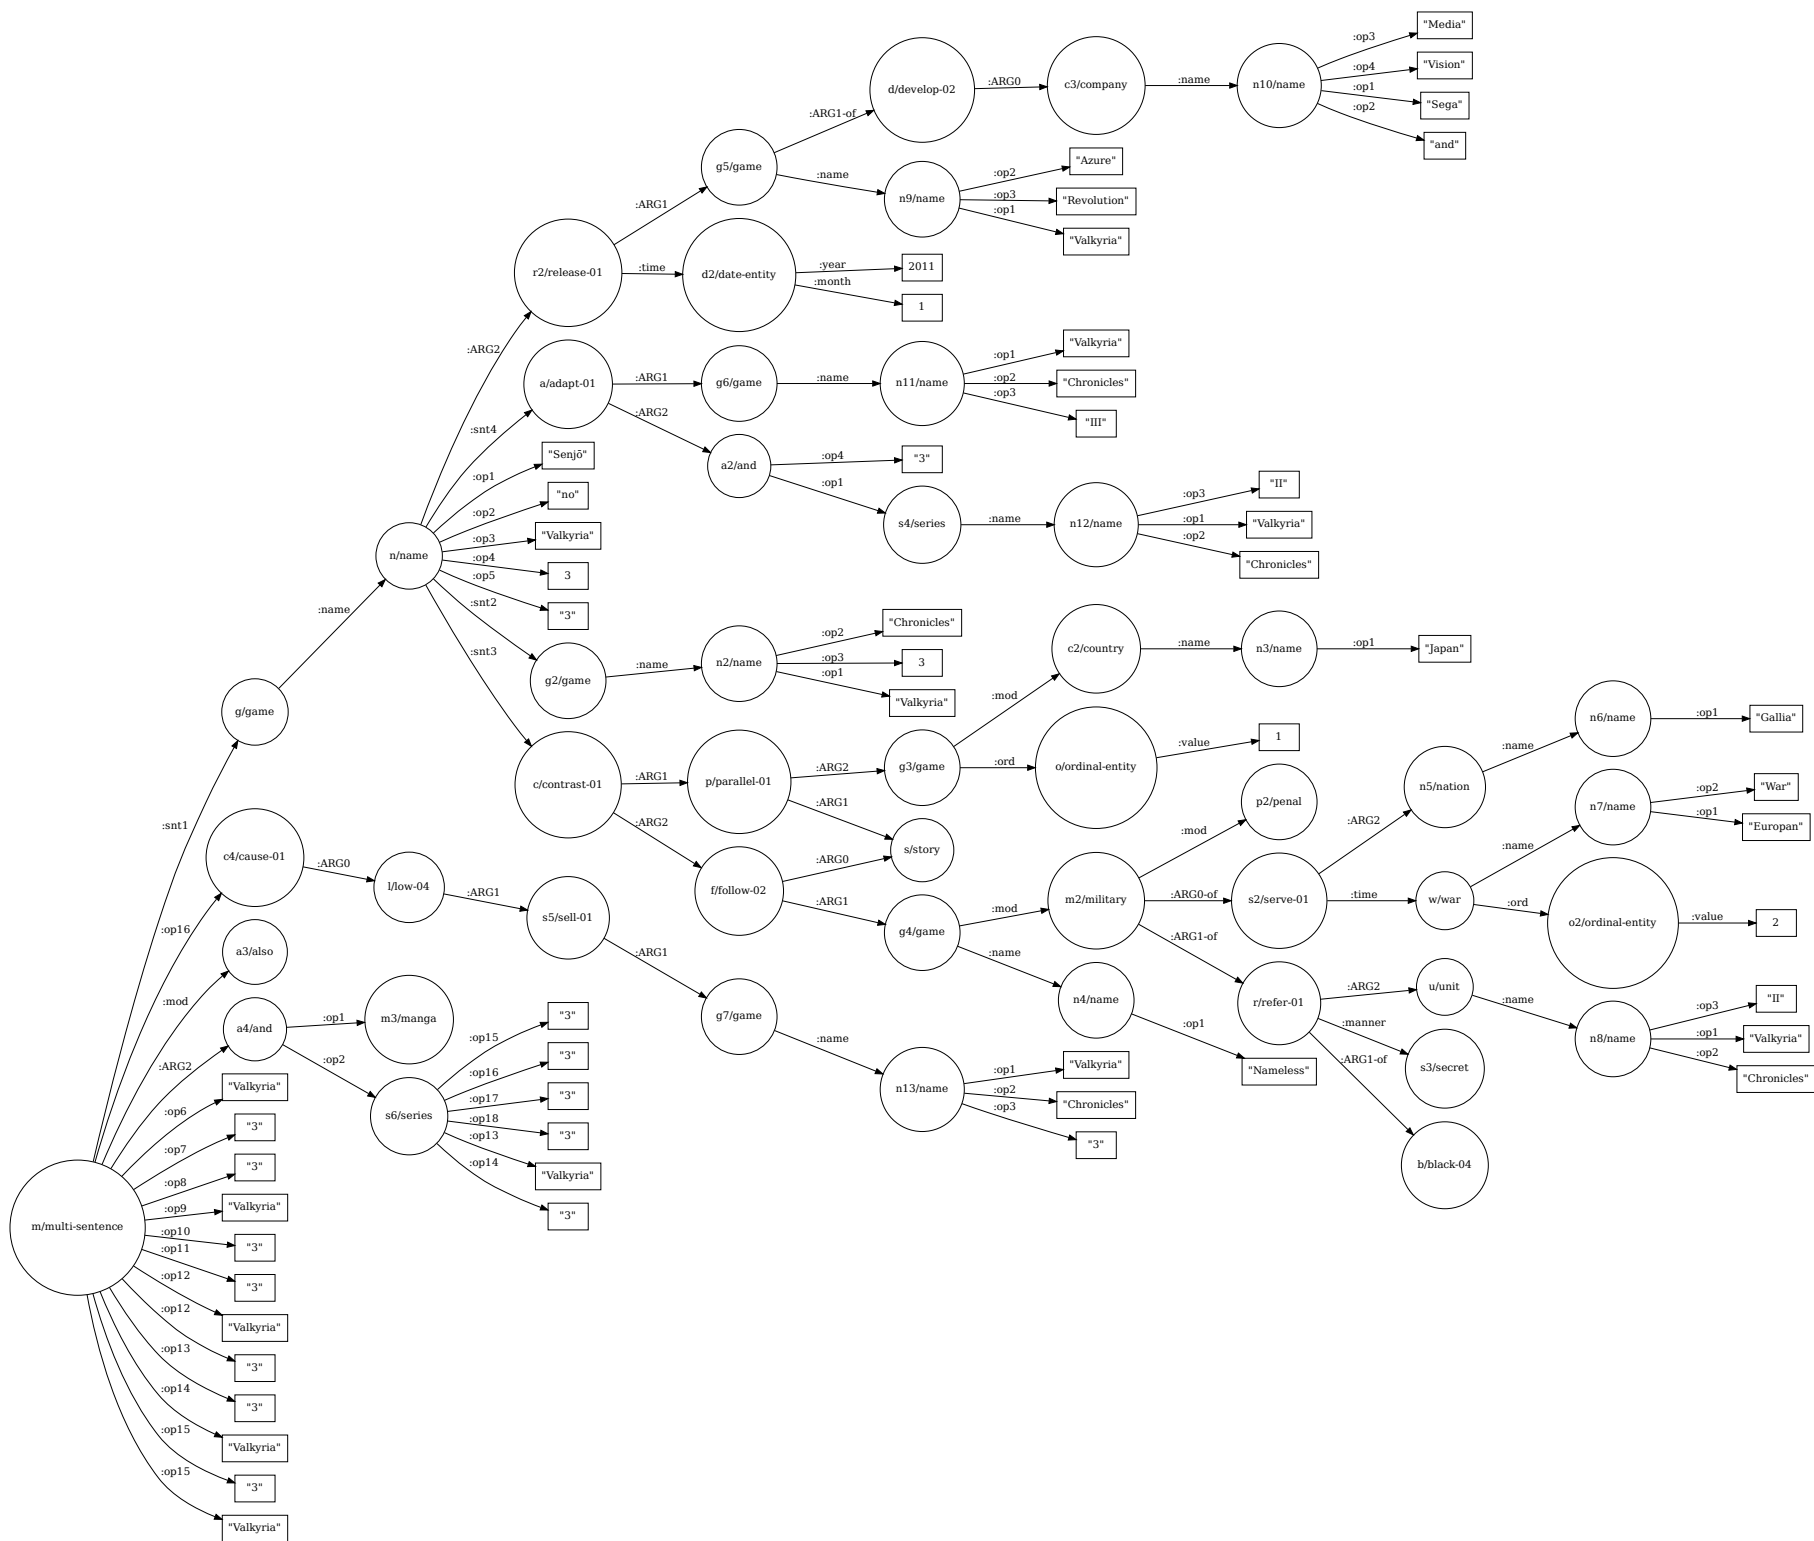 m/multi-sentence
:snt1
g/game
:name
n/name
:ARG2
r2/release-01
:ARG1
g5/game
:ARG1-of
d/develop-02
:ARG0
c3/company
:name
n10/name
:op3
"Media"
:op4
"Vision"
:op1
"Sega"
:op2
"and"
:name
n9/name
:op2
"Azure"
:op3
"Revolution"
:op1
"Valkyria"
:time
d2/date-entity
:year
2011
:month
1
:snt4
a/adapt-01
:ARG1
g6/game
:name
n11/name
:op1
"Valkyria"
:op2
"Chronicles"
:op3
"III"
:ARG2
a2/and
:op4
"3"
:op1
s4/series
:name
n12/name
:op3
"II"
:op1
"Valkyria"
:op2
"Chronicles"
:op1
"Senjō"
:op2
"no"
:op3
"Valkyria"
:op4
3
:op5
"3"
:snt2
g2/game
:name
n2/name
:op2
"Chronicles"
:op3
3
:op1
"Valkyria"
:snt3
c/contrast-01
:ARG1
p/parallel-01
:ARG2
g3/game
:mod
c2/country
:name
n3/name
:op1
"Japan"
:ord
o/ordinal-entity
:value
1
:ARG1
s/story
:ARG2
f/follow-02
:ARG0
:ARG1
g4/game
:mod
m2/military
:mod
p2/penal
:ARG0-of
s2/serve-01
:ARG2
n5/nation
:name
n6/name
:op1
"Gallia"
:time
w/war
:name
n7/name
:op2
"War"
:op1
"Europan"
:ord
o2/ordinal-entity
:value
2
:ARG1-of
r/refer-01
:ARG2
u/unit
:name
n8/name
:op3
"II"
:op1
"Valkyria"
:op2
"Chronicles"
:manner
s3/secret
:ARG1-of
b/black-04
:name
n4/name
:op1
"Nameless"
:op16
c4/cause-01
:ARG0
l/low-04
:ARG1
s5/sell-01
:ARG1
g7/game
:name
n13/name
:op1
"Valkyria"
:op2
"Chronicles"
:op3
"3"
:mod
a3/also
:ARG2
a4/and
:op1
m3/manga
:op2
s6/series
:op15
"3"
:op16
"3"
:op17
"3"
:op18
"3"
:op13
"Valkyria"
:op14
"3"
:op6
"Valkyria"
:op7
"3"
:op8
"3"
:op9
"Valkyria"
:op10
"3"
:op11
"3"
:op12
"Valkyria"
:op12
"3"
:op13
"3"
:op14
"Valkyria"
:op15
"3"
:op15
"Valkyria"